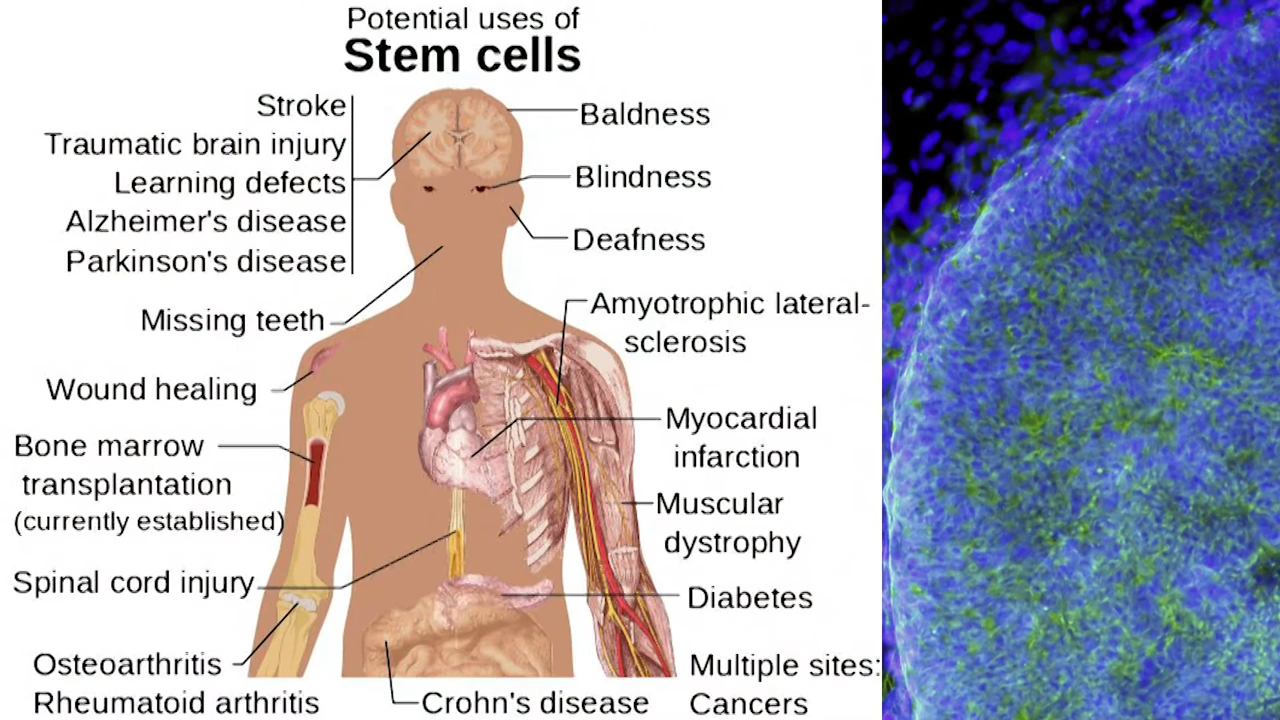 Potential uses of
Stem cells
Stroke
Traumatic brain injury
Learning defects
Alzheimer's disease
Parkinson's disease
Missing teeth
Wound healing
Bone marrow
transplantation
(currently established)
Spinal cord injury
Osteoarthritis
Rheumatoid arthritis
Baldness
Blindness
Deafness
Amyotrophic lateral-
sclerosis
Myocardial
infarction
Muscular
dystrophy
Diabetes
Crohn's disease
Multiple sites:
Cancers